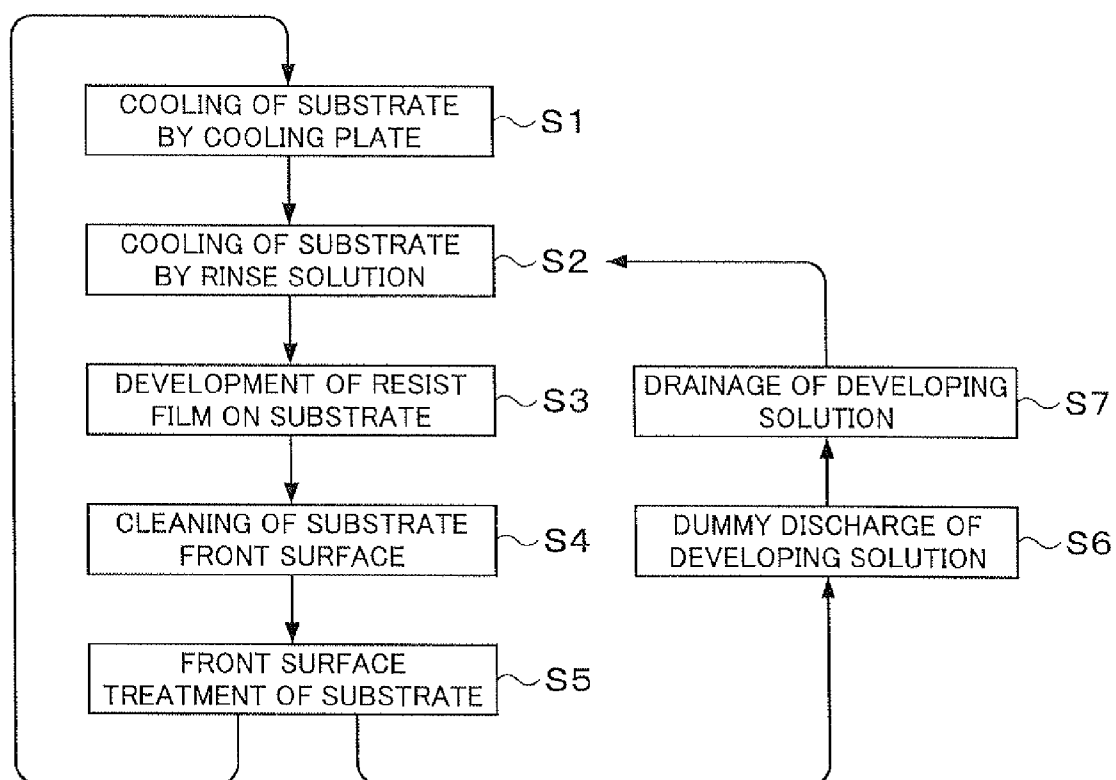 COOLING OF SUBSTRATE
BY COOLING PLATE
S1
COOLING OF SUBSTRATE
BY RINSE SOLUTION
S2
DEVELOPMENT OF RESIST
FILM ON SUBSTRATE
S3
DRAINAGE OF DEVELOPING
SOLUTION
S7
CLEANING OF SUBSTRATE
FRONT SURFACE
S4
DUMMY DISCHARGE OF
DEVELOPING SOLUTION
S6
FRONT SURFACE
TREATMENT OF SUBSTRATE
S5